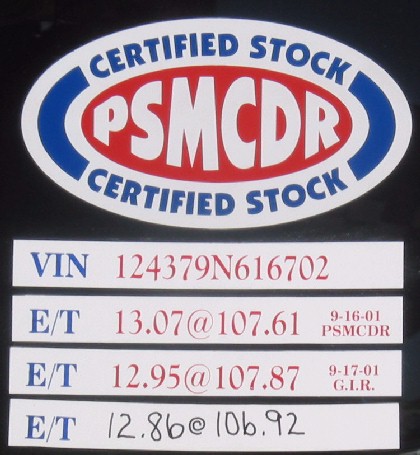 CERTIFIED STOCK
PSMCDR
CERTIFIED STOCK
VIN 124379N616702
E/T 13.07@107.61 9-16-01 PSMCDR
E/T 12.95@107.87 9-17-01 G.I.R.
E/T 12.86@106.92